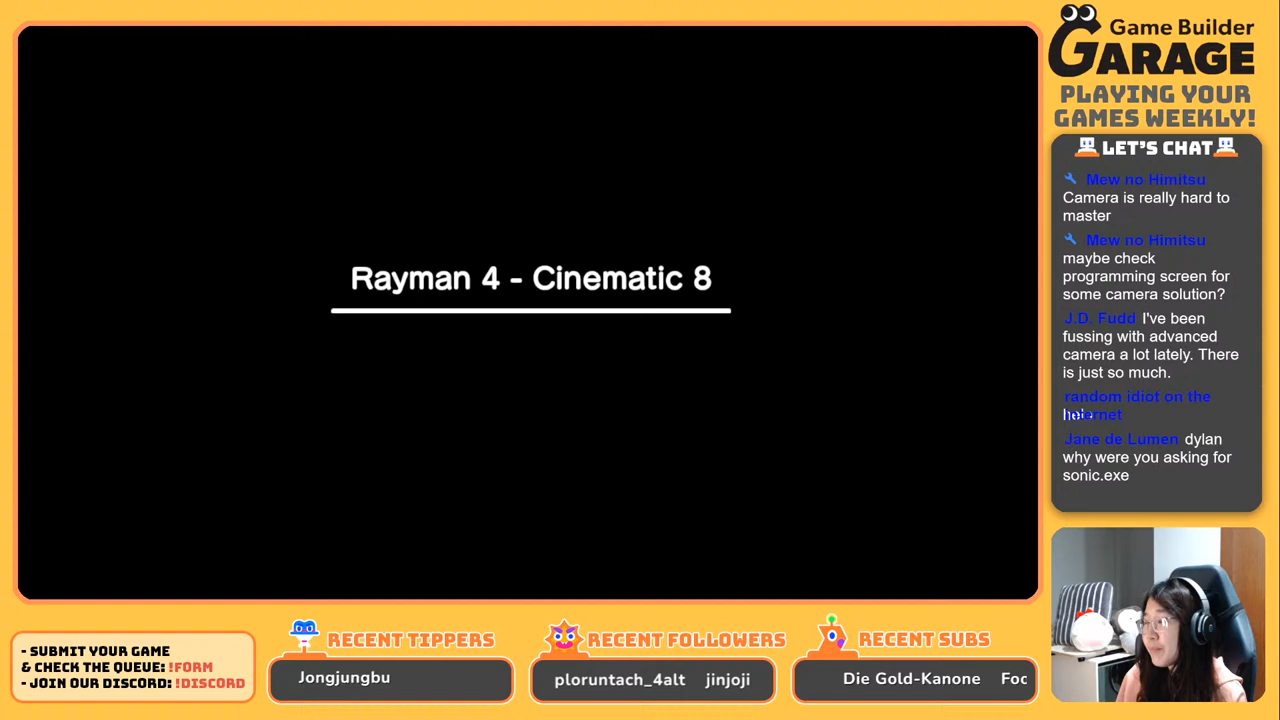 Rayman 4 - Cinematic 8
Game Builder
GARAGE
PLAYING YOUR
GAMES WEEKLY!
LET'S CHAT
Mew no Himitsu
Camera is really hard to
master
Mew no Himitsu
maybe check
programming screen for
some camera solution?
J.D. Fudd I've been
fussing with advanced
camera a lot lately. There
is just so much.
random idiot on the
Internet
Jane de Lumen dylan
why were you asking for
sonic.exe
- SUBMIT YOUR GAME
& CHECK THE QUEUE: !FORM
- JOIN OUR DISCORD: !DISCORD
RECENT TIPPERS
Jongjungbu
RECENT FOLLOWERS
ploruntach_4alt jinjoji
RECENT SUBS
Die Gold-Kanone Foc